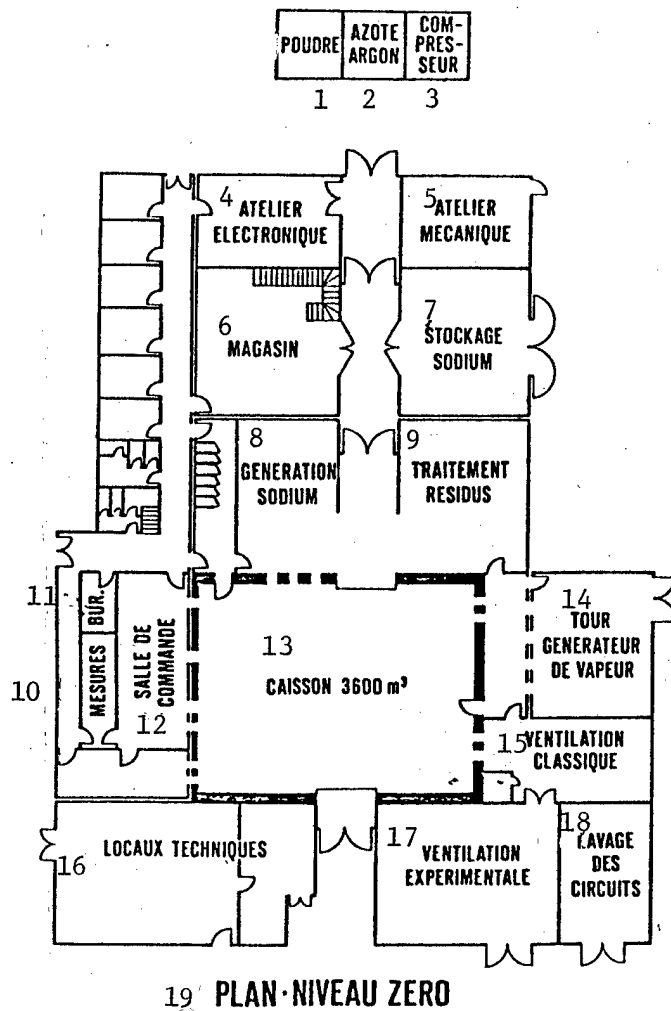 POUDRE
AZOTE
ARGON
COM-
PRES-
SEUR
1
2
3
4
ATELIER
ELECTRONIQUE
5
ATELIER
MECANIQUE
6
MAGASIN
7
STOCKAGE
SODIUM
8
GENERATION
SODIUM
9
TRAITEMENT
RESIDUS
11
BUR.
10
MESURES
SALLE DE
COMMANDE
12
13
CAISSON 3600 m³
14
TOUR
GENERATEUR
DE VAPEUR
15
VENTILATION
CLASSIQUE
16
LOCAUX TECHNIQUES
17
VENTILATION
EXPERIMENTALE
18
LAVAGE
DES
CIRCUITS
19 PLAN·NIVEAU ZERO